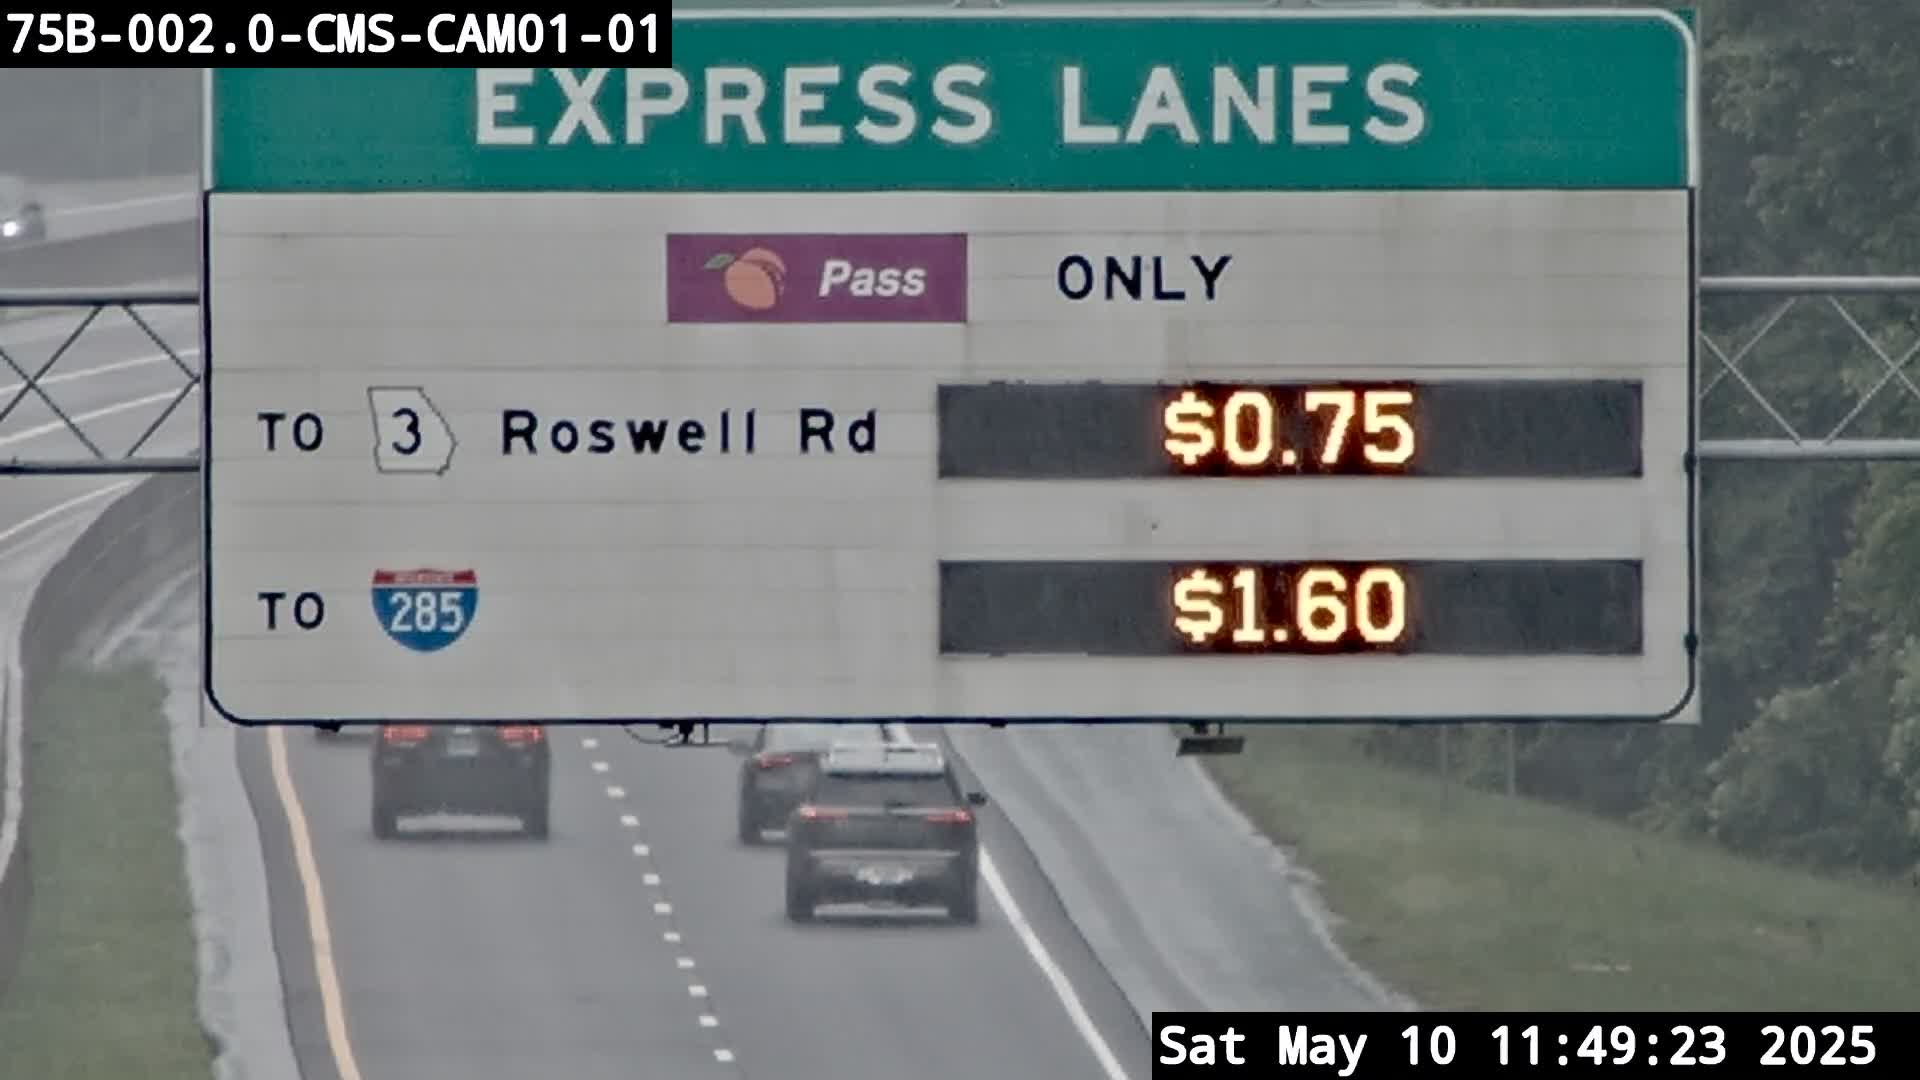 75B-002.0-CMS-CAM01-01
EXPRESS LANES
Pass ONLY
TO 3 Roswell Rd $0.75
TO 285 $1.60
Sat May 10 11:49:23 2025